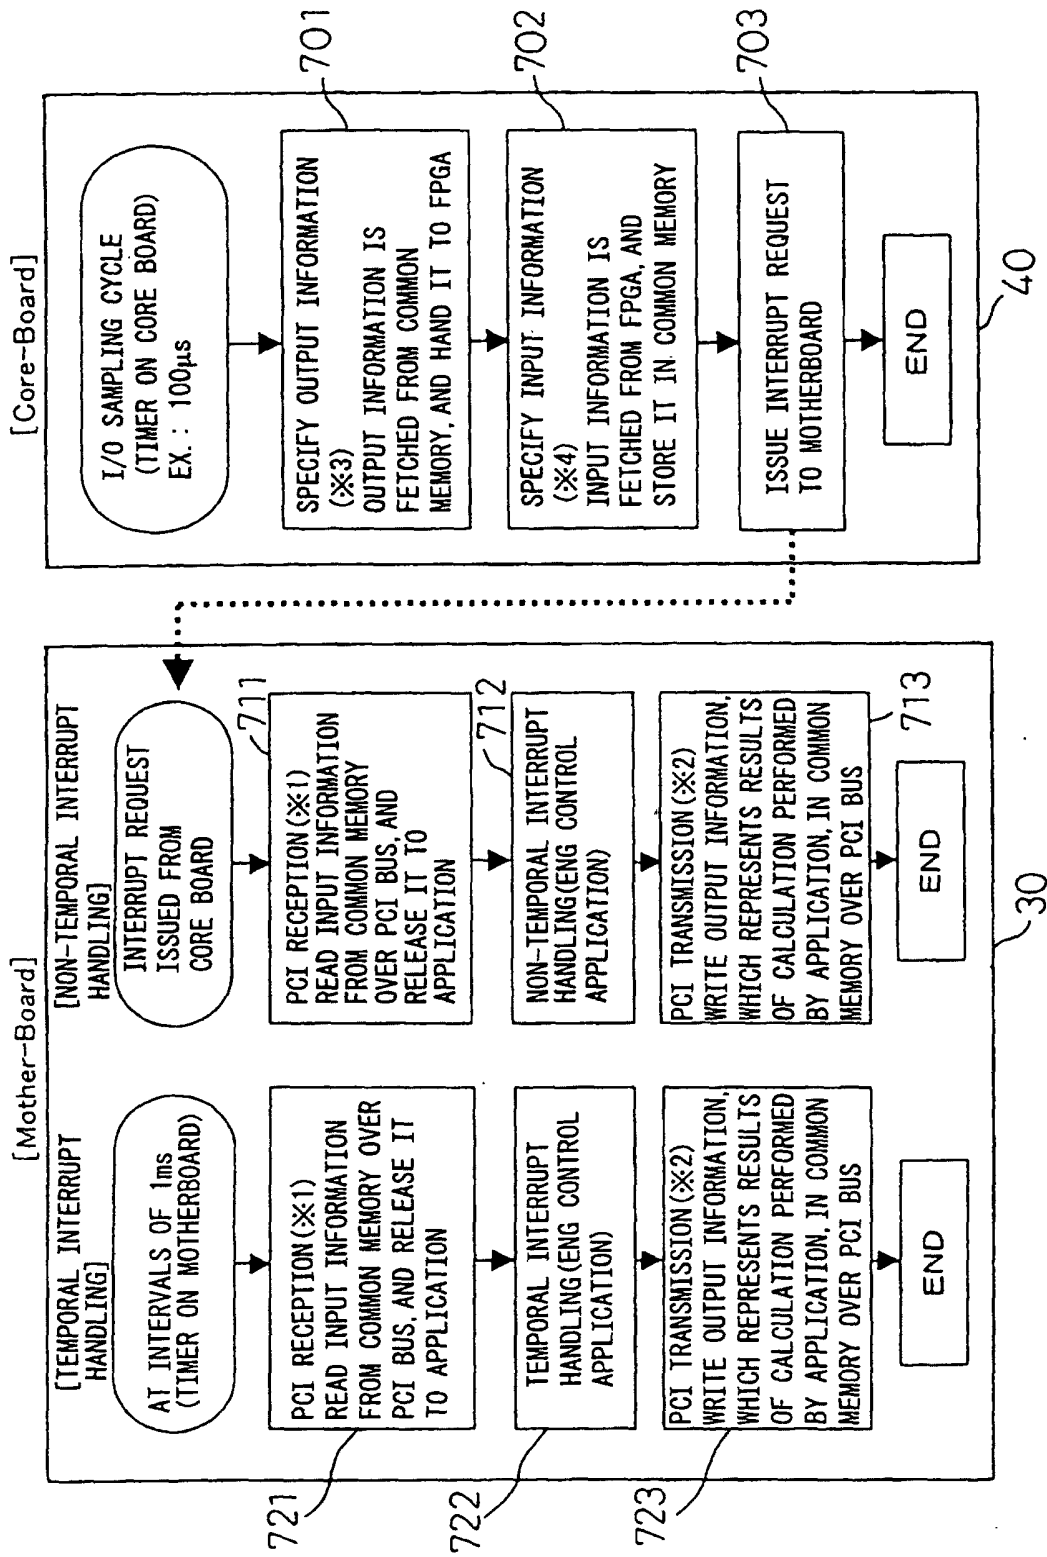 [Mother-Board]
[TEMPORAL INTERRUPT
HANDLING]
AT INTERVALS OF 1ms
(TIMER ON MOTHERBOARD)
721
PCI RECEPTION(※1)
READ INPUT INFORMATION
FROM COMMON MEMORY OVER
PCI BUS, AND RELEASE IT
TO APPLICATION
722
TEMPORAL INTERRUPT
HANDLING(ENG CONTROL
APPLICATION)
723
PCI TRANSMISSION(※2)
WRITE OUTPUT INFORMATION,
WHICH REPRESENTS RESULTS
OF CALCULATION PERFORMED
BY APPLICATION, IN COMMON
MEMORY OVER PCI BUS
END
[NON-TEMPORAL INTERRUPT
HANDLING]
INTERRUPT REQUEST
ISSUED FROM
CORE BOARD
711
PCI RECEPTION(※1)
READ INPUT INFORMATION
FROM COMMON MEMORY
OVER PCI BUS, AND
RELEASE IT TO
APPLICATION
712
NON-TEMPORAL INTERRUPT
HANDLING(ENG CONTROL
APPLICATION)
PCI TRANSMISSION(※2)
WRITE OUTPUT INFORMATION,
WHICH REPRESENTS RESULTS
OF CALCULATION PERFORMED
BY APPLICATION, IN COMMON
MEMORY OVER PCI BUS
713
END
30
[Core-Board]
I/O SAMPLING CYCLE
(TIMER ON CORE BOARD)
EX.: 100μs
701
SPECIFY OUTPUT INFORMATION
(※3)
OUTPUT INFORMATION IS
FETCHED FROM COMMON
MEMORY, AND HAND IT TO FPGA
702
SPECIFY INPUT INFORMATION
(※4)
INPUT INFORMATION IS
FETCHED FROM FPGA, AND
STORE IT IN COMMON MEMORY
703
ISSUE INTERRUPT REQUEST
TO MOTHERBOARD
END
40